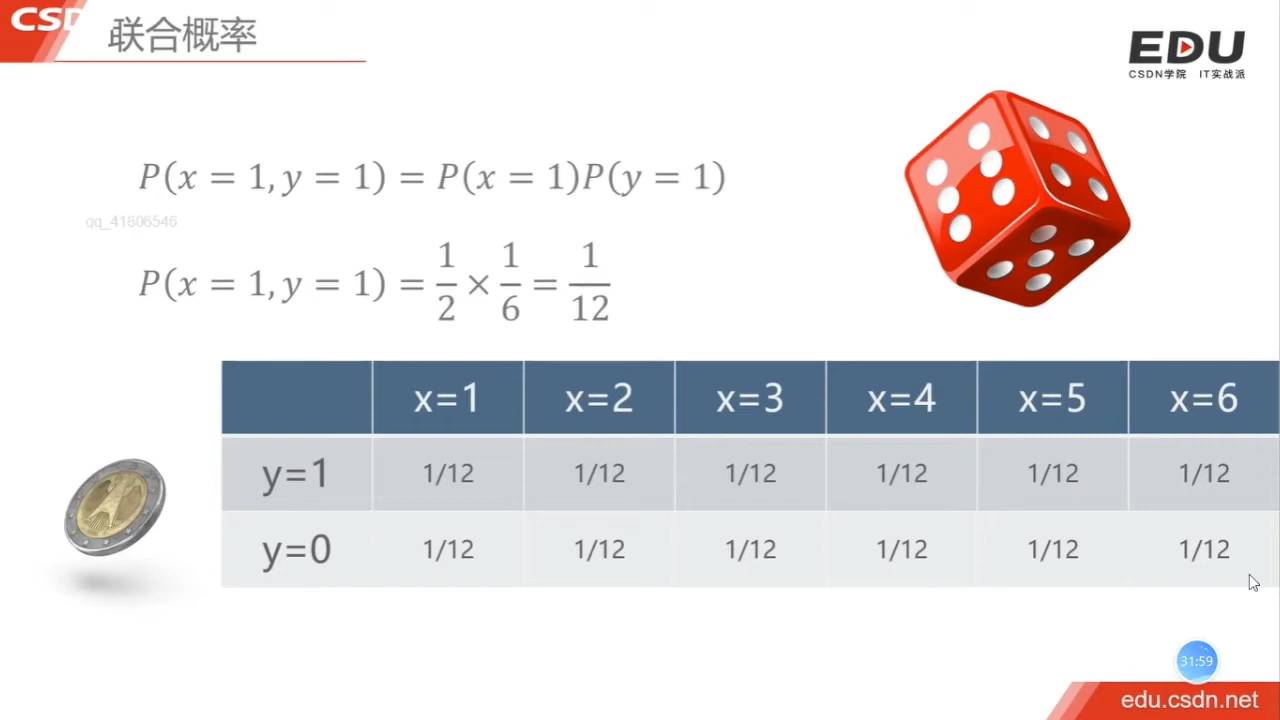 CSD
联合概率
EDU
CSDN学院 IT实战派
P(x = 1, y = 1) = P(x = 1)P(y = 1)
qq_41806546
P(x = 1, y = 1) = 1/2 × 1/6 = 1/12
x=1 x=2 x=3 x=4 x=5 x=6
y=1 1/12 1/12 1/12 1/12 1/12 1/12
y=0 1/12 1/12 1/12 1/12 1/12 1/12
31:59
edu.csdn.net